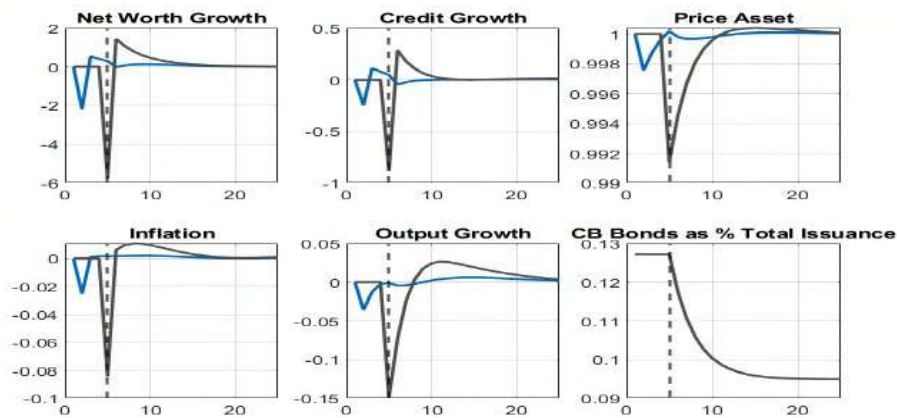 Net Worth Growth
2
0
-2
-4
-6
0 10 20
Credit Growth
0.5
0
-0.5
-1
0 10 20
Price Asset
1
0.998
0.996
0.994
0.992
0.99
0 10 20
Inflation
0
-0.02
-0.04
-0.06
-0.08
-0.1
0 10 20
Output Growth
0.05
0
-0.05
-0.1
-0.15
0 10 20
CB Bonds as % Total Issuance
0.13
0.12
0.11
0.1
0.09
0 10 20